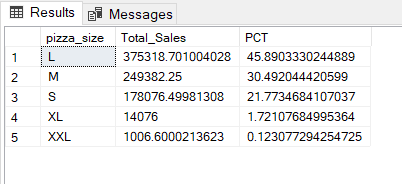 Results Messages
pizza_size Total_Sales PCT
1 L 375318.701004028 45.8903330244889
2 M 249382.25 30.492044420599
3 S 178076.49981308 21.7734684107037
4 XL 14076 1.72107684995364
5 XXL 1006.6000213623 0.123077294254725